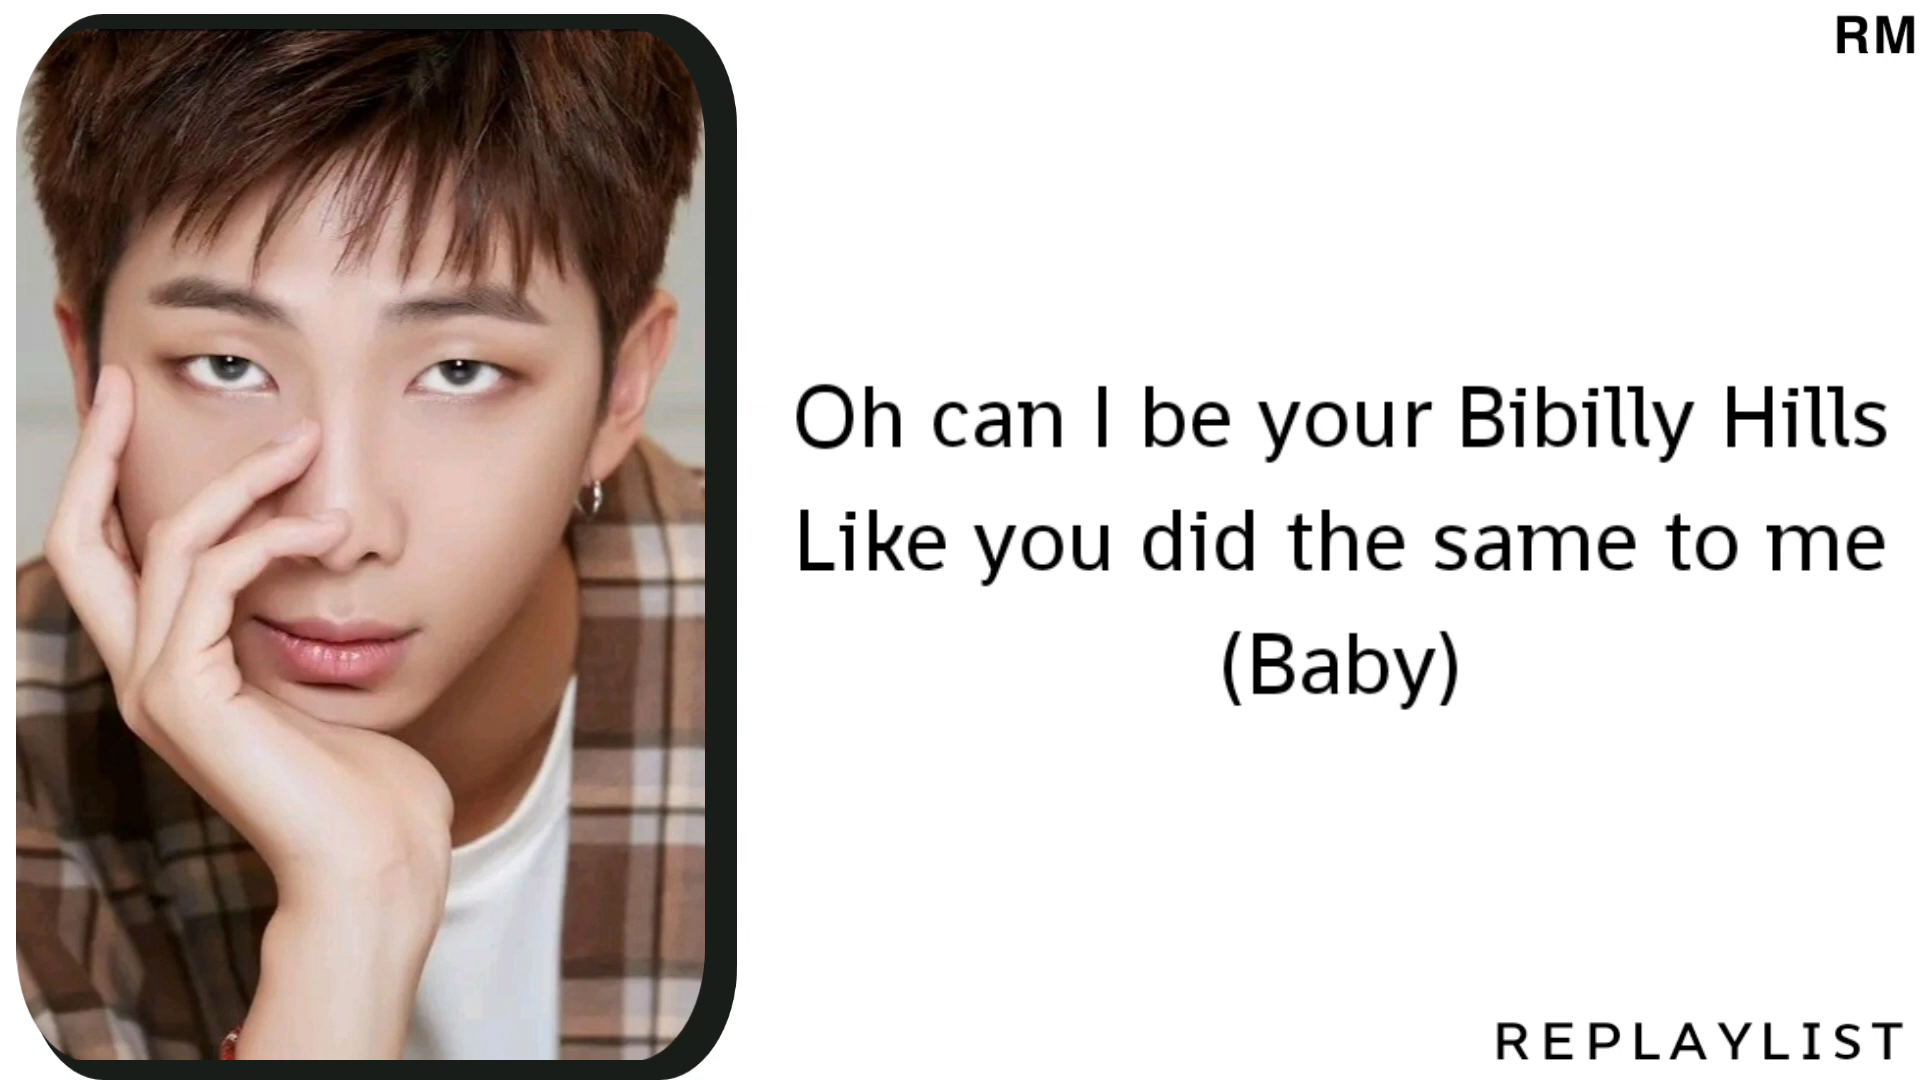 RM
Oh can I be your Bibilly Hills
Like you did the same to me
(Baby)
REPLAYLIST